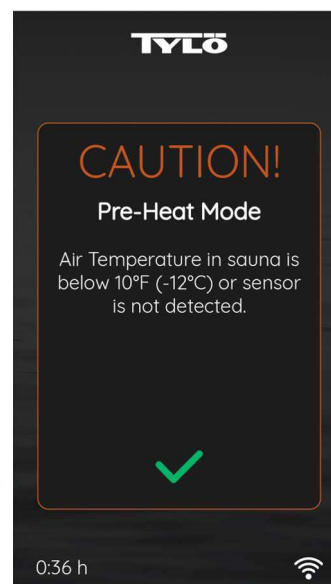 TYLÖ
CAUTION!
Pre-Heat Mode
Air Temperature in sauna is
below 10°F (-12°C) or sensor
is not detected.
0:36 h